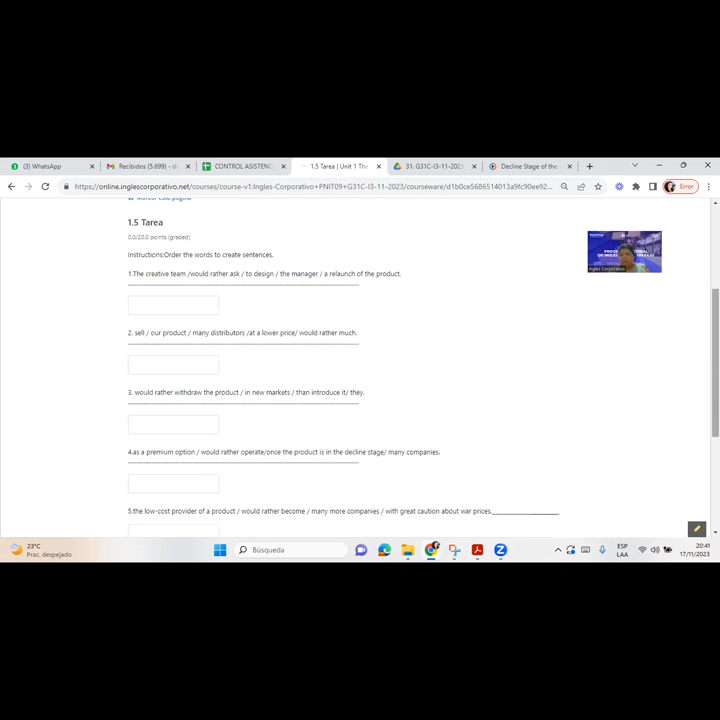 (3) WhatsApp
Recibidos (5.699) - d
CONTROL ASISTENC
1.5 Tarea | Unit 1 The
31. G31C-I3-11-2023
Decline Stage of the
https://online.inglescorporativo.net/courses/course-v1:Ingles-Corporativo+PNIT09+G31C-I3-11-2023/courseware/d1b0ce5686514013a9fc90ee92...
Error
1.5 Tarea
0.0/20.0 points (graded)
Instructions:Order the words to create sentences.
1.The creative team /would rather ask / to design / the manager / a relaunch of the product.
2. sell / our product / many distributors /at a lower price/ would rather much.
3. would rather withdraw the product / in new markets / than introduce it/ they.
4.as a premium option / would rather operate/once the product is in the decline stage/ many companies.
5.the low-cost provider of a product / would rather become / many more companies / with great caution about war prices.
Ingles Corporativo
23°C
Prac. despejado
Búsqueda
ESP
LAA
20:41
17/11/2023